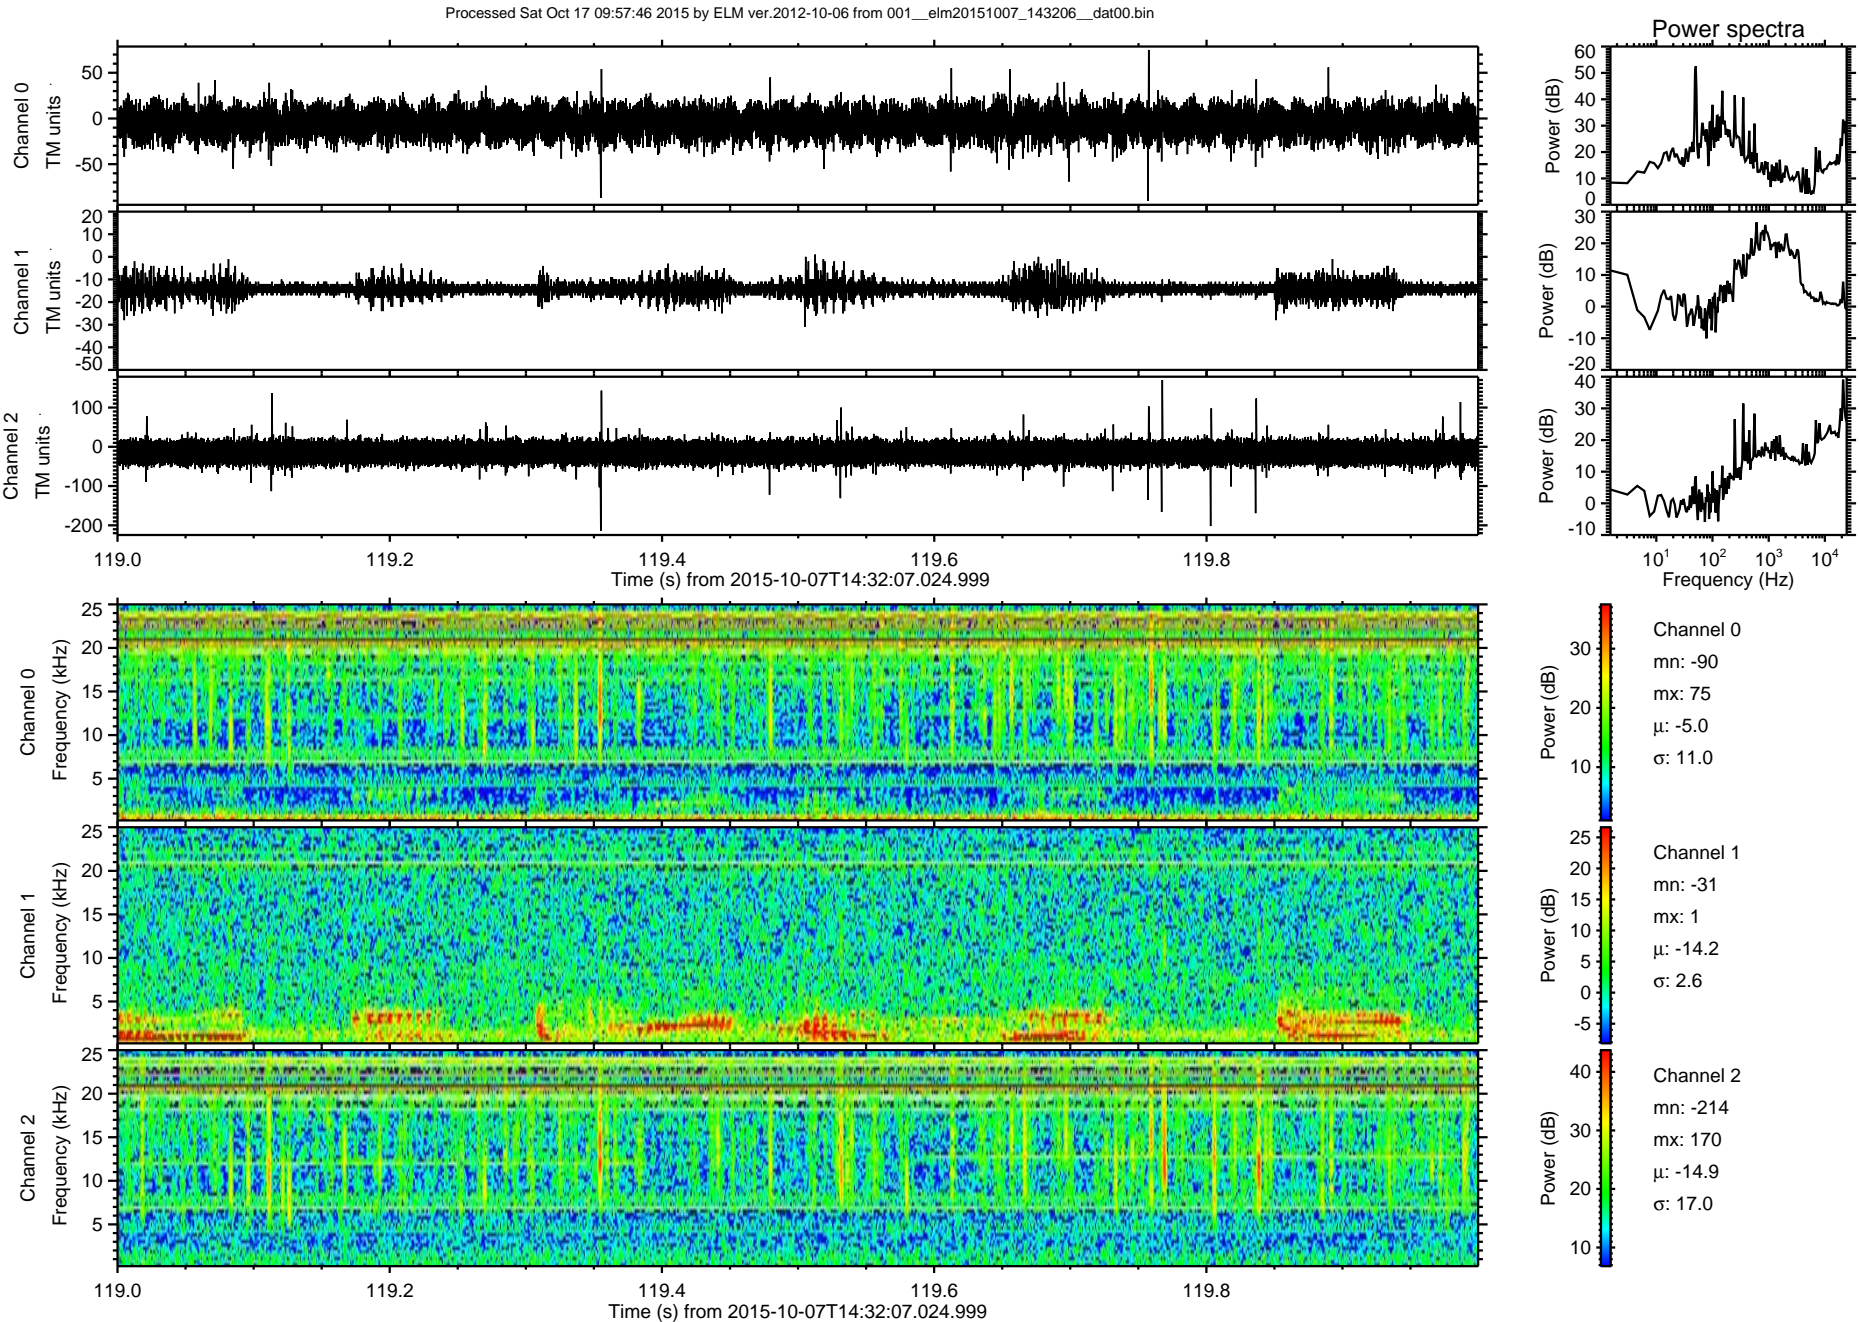 Processed Sat Oct 17 09:57:46 2015 by ELM ver.2012-10-06 from 001__elm20151007_143206__dat00.bin
Power spectra
Channel 0
TM units
50
0
-50
Power (dB)
60
50
40
30
20
10
0
Channel 1
TM units
20
10
0
-10
-20
-30
-40
-50
Power (dB)
30
20
10
0
-10
-20
Channel 2
TM units
100
0
-100
-200
Power (dB)
40
30
20
10
0
-10
119.0 119.2 119.4 119.6 119.8
Time (s) from 2015-10-07T14:32:07.024.999
10^1 10^2 10^3 10^4
Frequency (Hz)
Channel 0
Frequency (kHz)
25
20
15
10
5
Power (dB)
30
20
10
Channel 0
mn: -90
mx: 75
μ: -5.0
σ: 11.0
Channel 1
Frequency (kHz)
25
20
15
10
5
Power (dB)
25
20
15
10
5
0
-5
Channel 1
mn: -31
mx: 1
μ: -14.2
σ: 2.6
Channel 2
Frequency (kHz)
25
20
15
10
5
Power (dB)
40
30
20
10
Channel 2
mn: -214
mx: 170
μ: -14.9
σ: 17.0
119.0 119.2 119.4 119.6 119.8
Time (s) from 2015-10-07T14:32:07.024.999